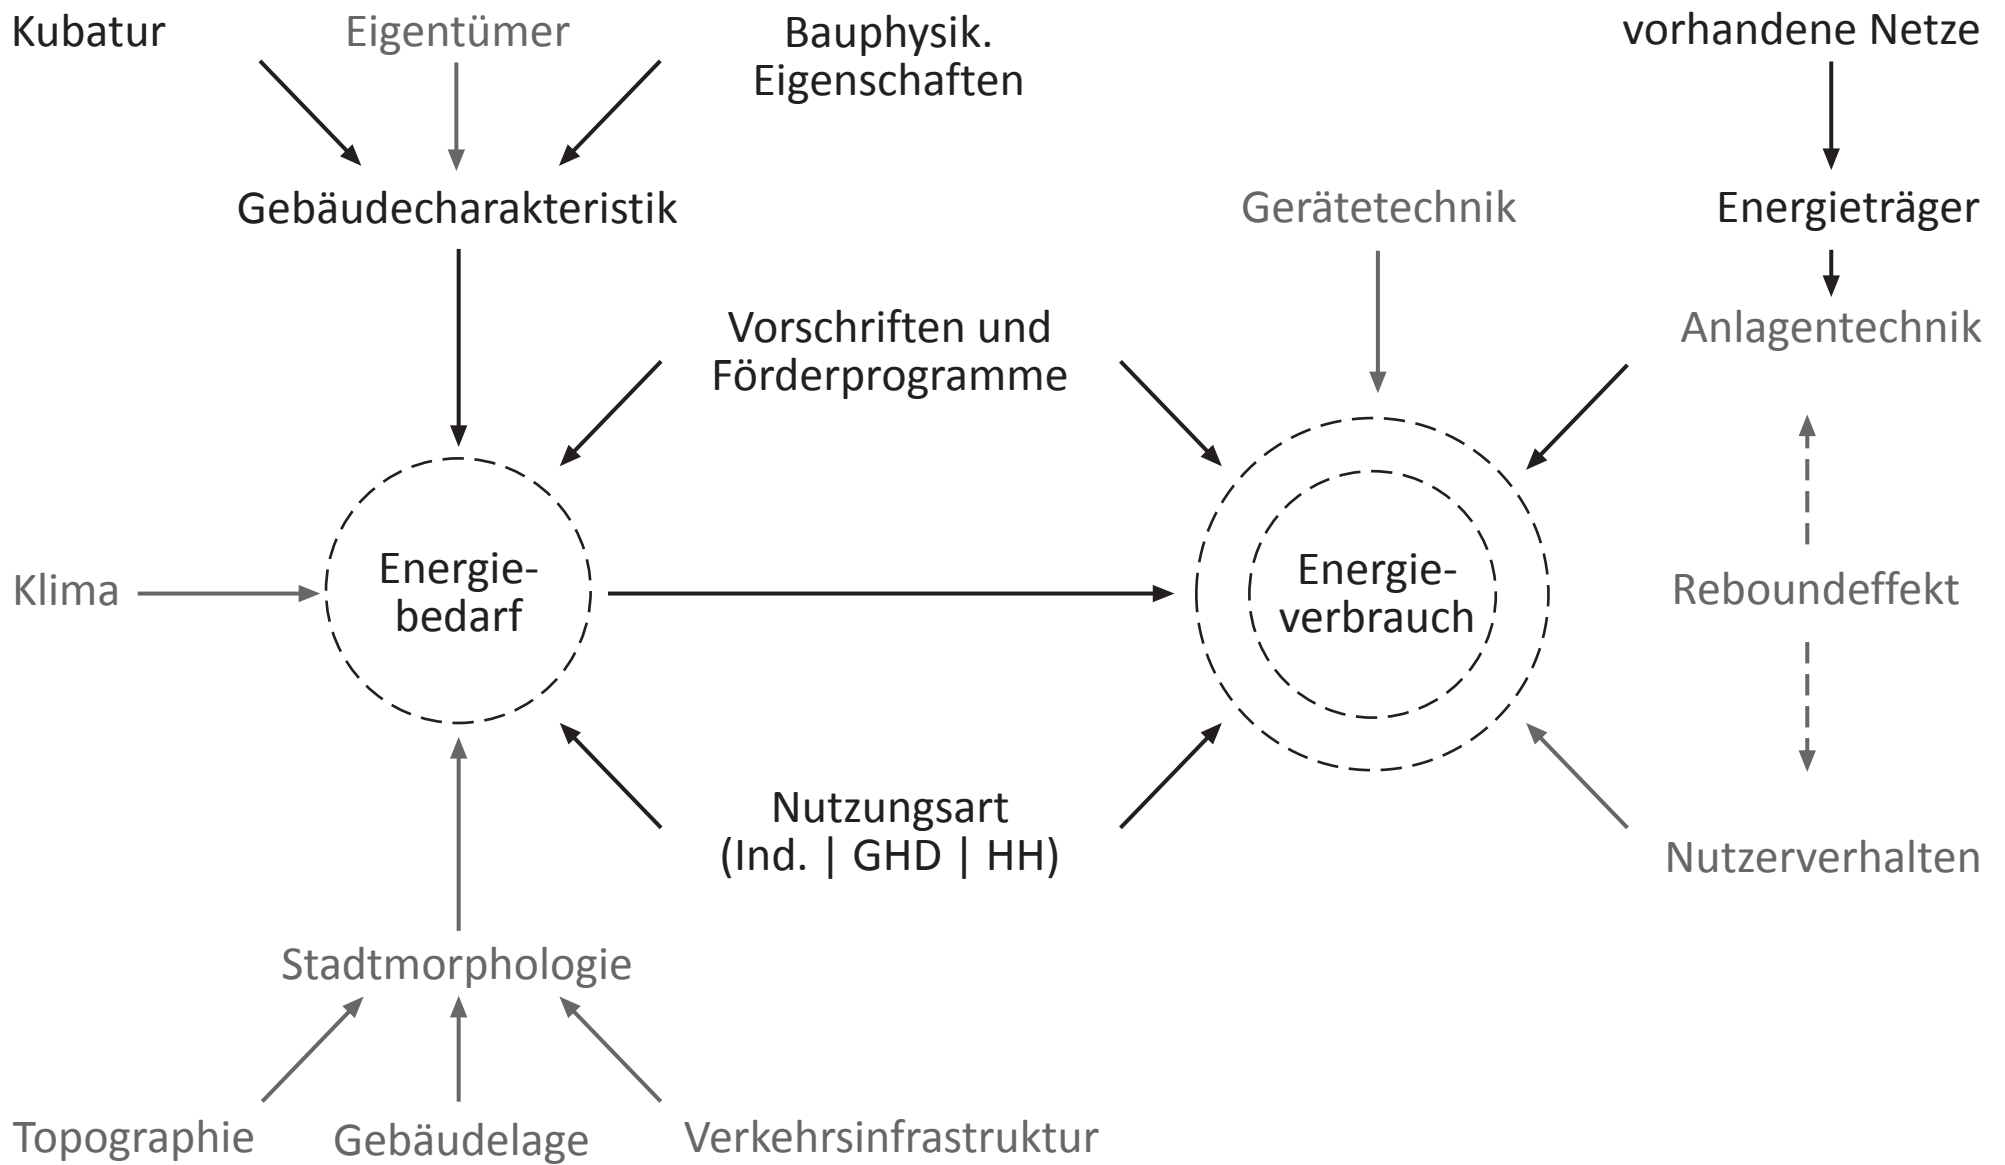 Kubatur
Eigentümer
Bauphysik.
Eigenschaften
vorhandene Netze
Gebäudecharakteristik
Gerätetechnik
Energieträger
Vorschriften und
Förderprogramme
Anlagentechnik
Klima
Energie-
bedarf
Energie-
verbrauch
Reboundeffekt
Nutzungsart
(Ind. | GHD | HH)
Nutzerverhalten
Stadtmorphologie
Topographie
Gebäudelage
Verkehrsinfrastruktur